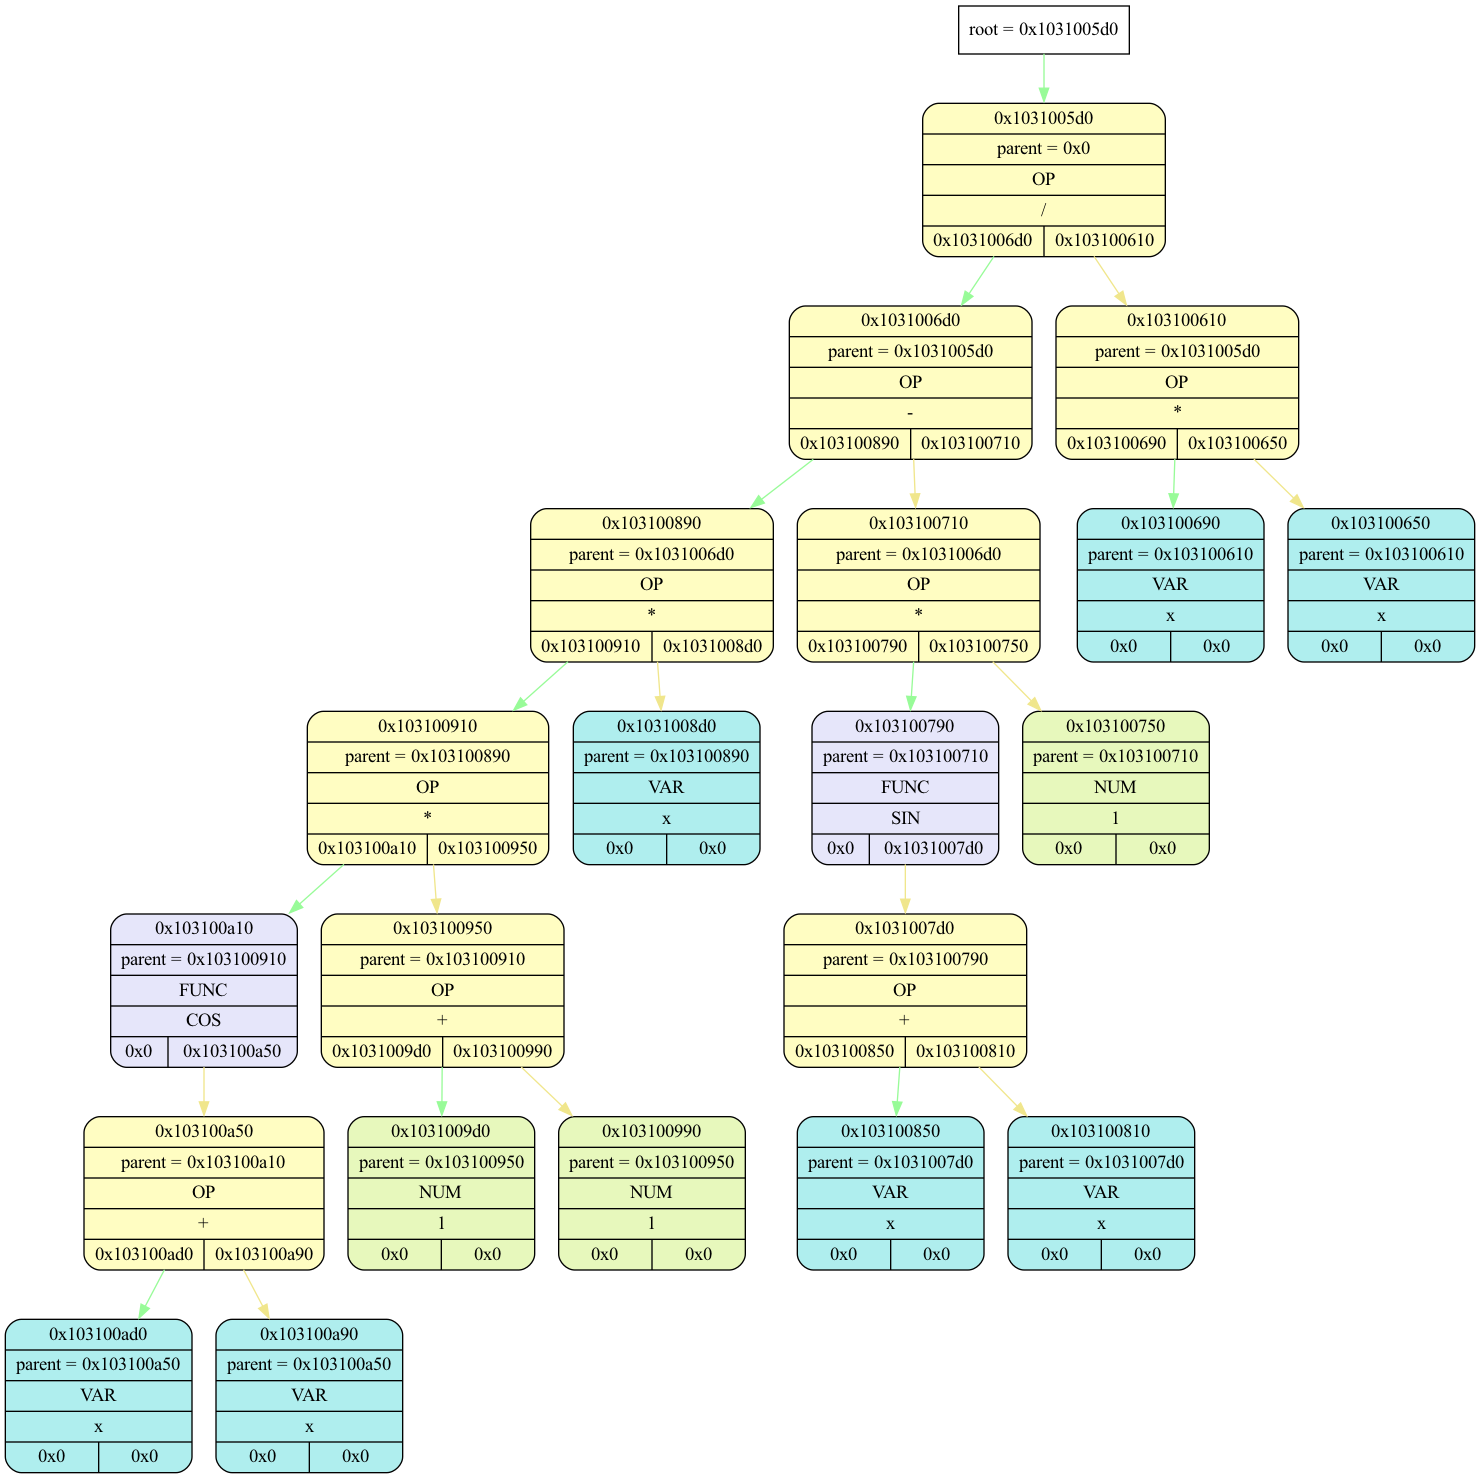 root = 0x1031005d0
0x1031005d0
parent = 0x0
OP
/
0x1031006d0 0x103100610
0x1031006d0
parent = 0x1031005d0
OP
-
0x103100890 0x103100710
0x103100610
parent = 0x1031005d0
OP
*
0x103100690 0x103100650
0x103100890
parent = 0x1031006d0
OP
*
0x103100910 0x1031008d0
0x103100710
parent = 0x1031006d0
OP
*
0x103100790 0x103100750
0x103100690
parent = 0x103100610
VAR
x
0x0 0x0
0x103100650
parent = 0x103100610
VAR
x
0x0 0x0
0x103100910
parent = 0x103100890
OP
*
0x103100a10 0x103100950
0x1031008d0
parent = 0x103100890
VAR
x
0x0 0x0
0x103100790
parent = 0x103100710
FUNC
SIN
0x0 0x1031007d0
0x103100750
parent = 0x103100710
NUM
1
0x0 0x0
0x103100a10
parent = 0x103100910
FUNC
COS
0x0 0x103100a50
0x103100950
parent = 0x103100910
OP
+
0x1031009d0 0x103100990
0x1031007d0
parent = 0x103100790
OP
+
0x103100850 0x103100810
0x103100a50
parent = 0x103100a10
OP
+
0x103100ad0 0x103100a90
0x1031009d0
parent = 0x103100950
NUM
1
0x0 0x0
0x103100990
parent = 0x103100950
NUM
1
0x0 0x0
0x103100850
parent = 0x1031007d0
VAR
x
0x0 0x0
0x103100810
parent = 0x1031007d0
VAR
x
0x0 0x0
0x103100ad0
parent = 0x103100a50
VAR
x
0x0 0x0
0x103100a90
parent = 0x103100a50
VAR
x
0x0 0x0